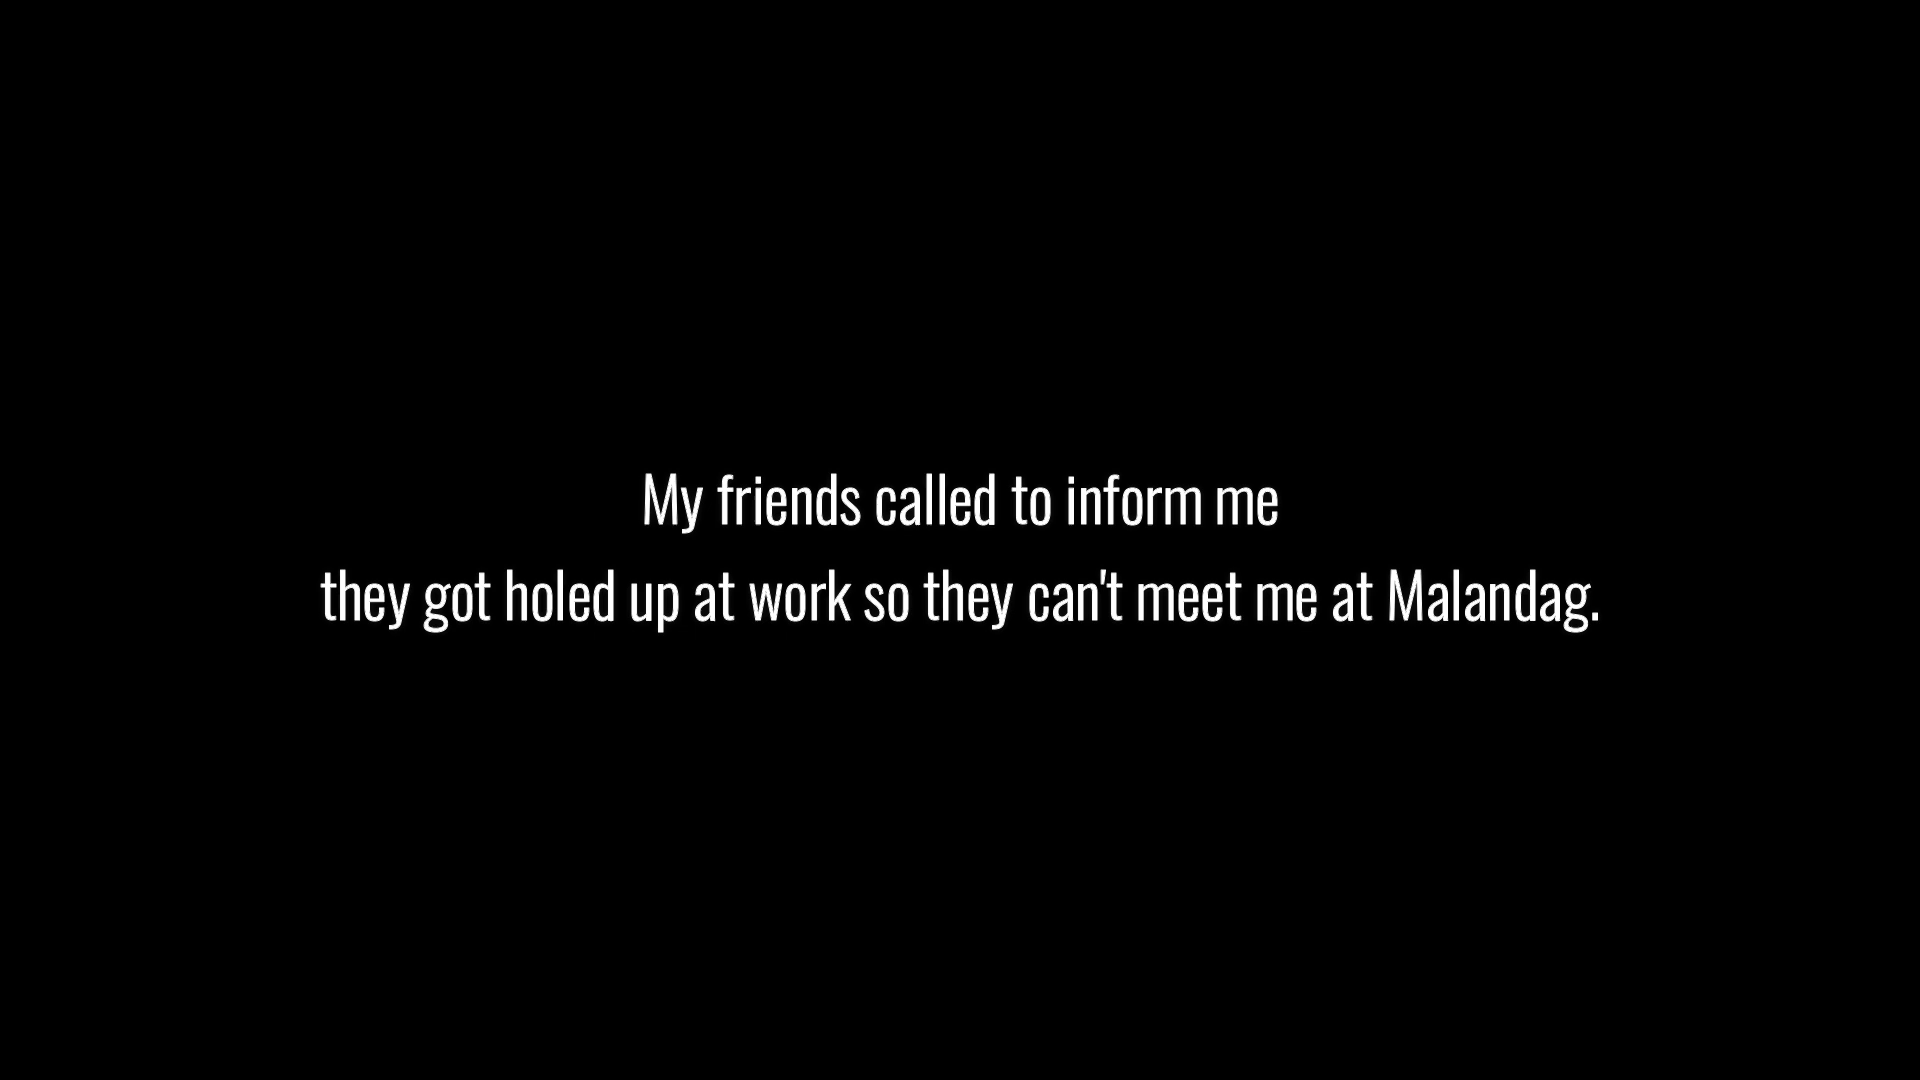 My friends called to inform me
they got holed up at work so they can't meet me at Malandag.